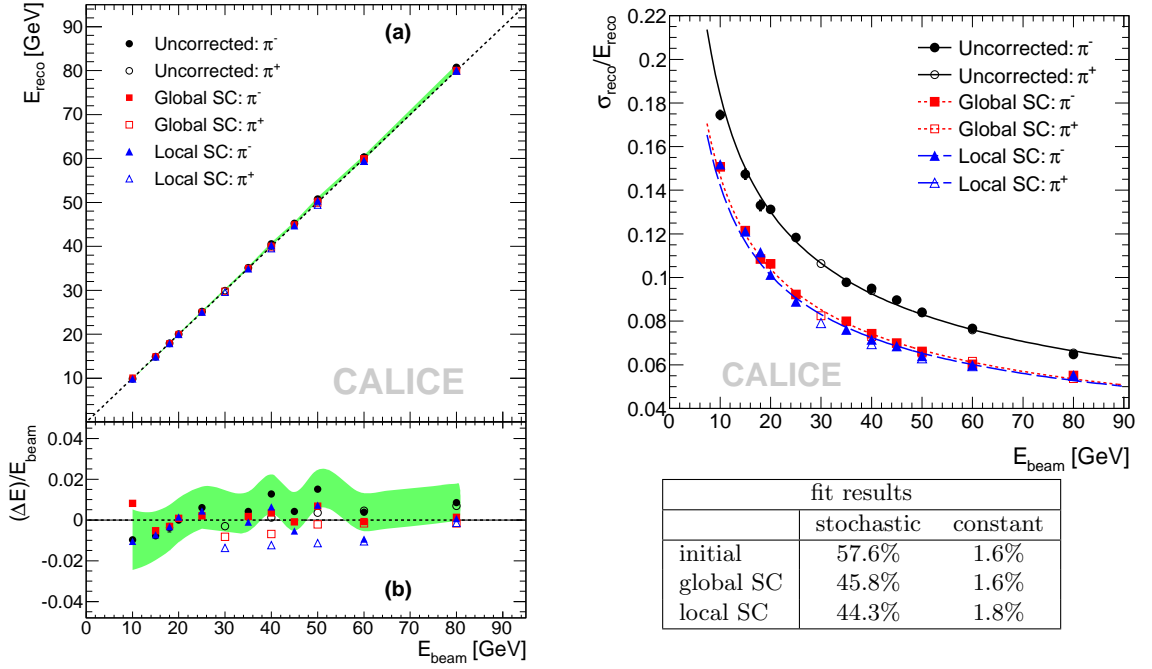 E_reco [GeV]
90
80
70
60
50
40
30
20
10
(a)
Uncorrected: π⁻
Uncorrected: π⁺
Global SC: π⁻
Global SC: π⁺
Local SC: π⁻
Local SC: π⁺
CALICE
(ΔE)/E_beam
0.04
0.02
0
-0.02
-0.04
(b)
0 10 20 30 40 50 60 70 80 90
E_beam [GeV]
σ_reco/E_reco
0.22
0.2
0.18
0.16
0.14
0.12
0.1
0.08
0.06
0.04
Uncorrected: π⁻
Uncorrected: π⁺
Global SC: π⁻
Global SC: π⁺
Local SC: π⁻
Local SC: π⁺
CALICE
0 10 20 30 40 50 60 70 80 90
E_beam [GeV]
fit results
stochastic constant
initial 57.6% 1.6%
global SC 45.8% 1.6%
local SC 44.3% 1.8%